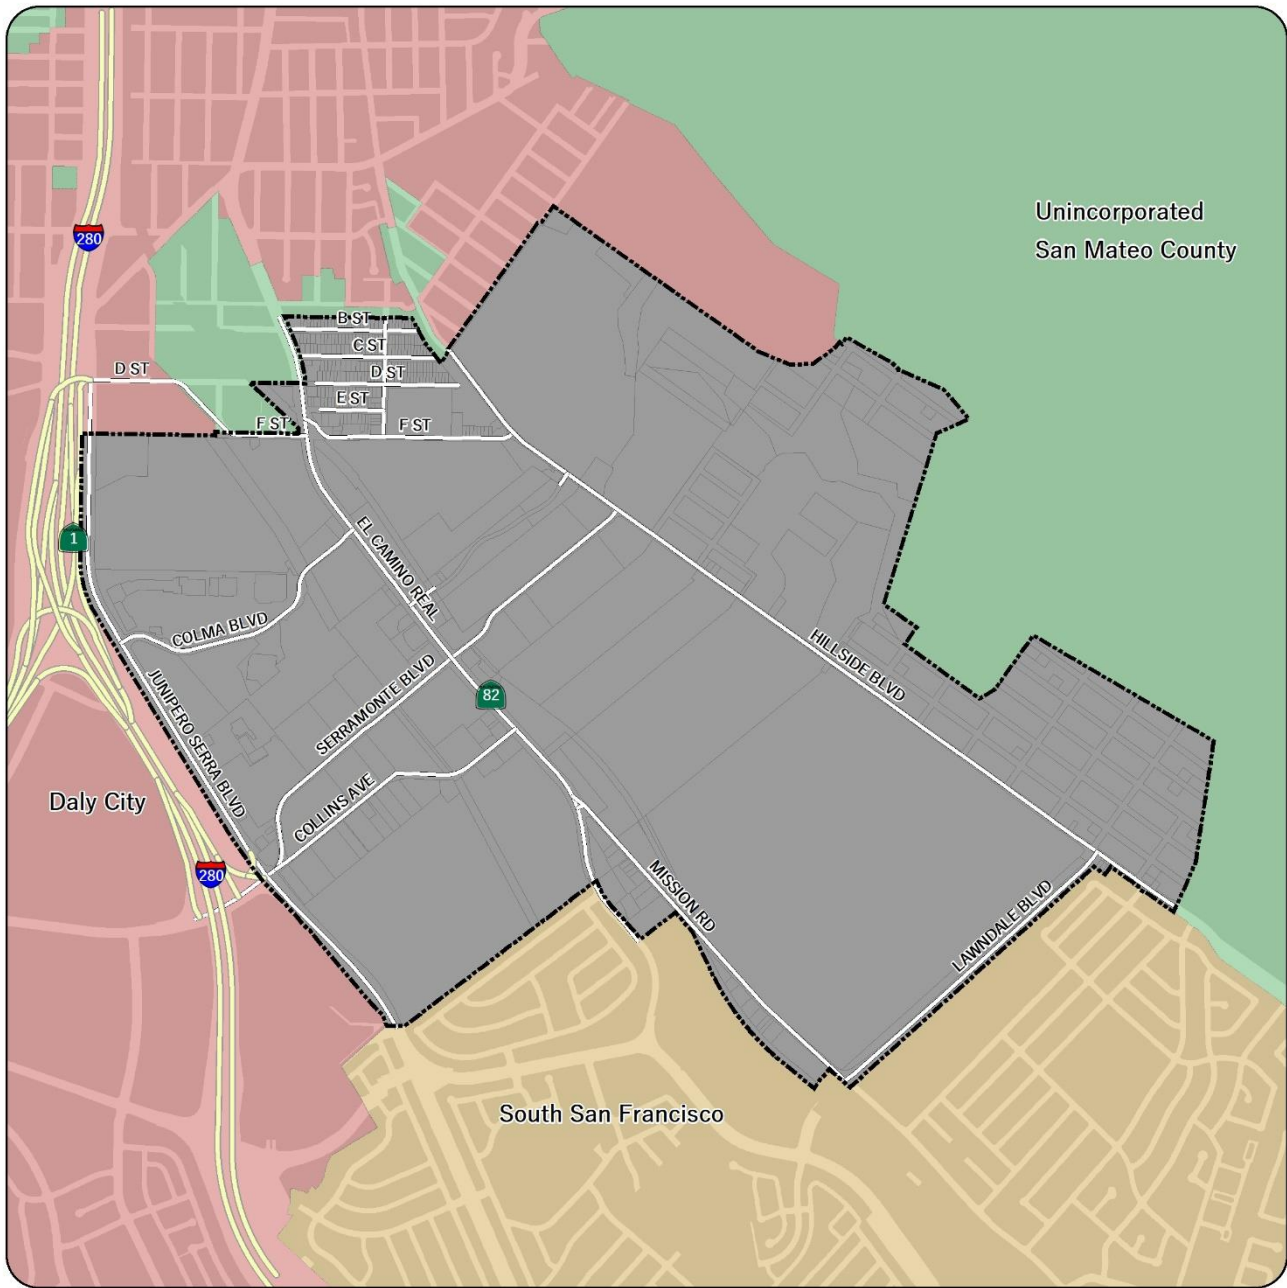 Unincorporated
San Mateo County
280
B ST
C ST
D ST
D ST
E ST
F ST
F ST
1
EL CAMINO REAL
COLMA BLVD
HILLSIDE BLVD
SERRAMONTE BLVD
JUNIPERO SERRA BLVD
82
Daly City
COLLINS AVE
280
MISSION RD
LAWNDALE BLVD
South San Francisco